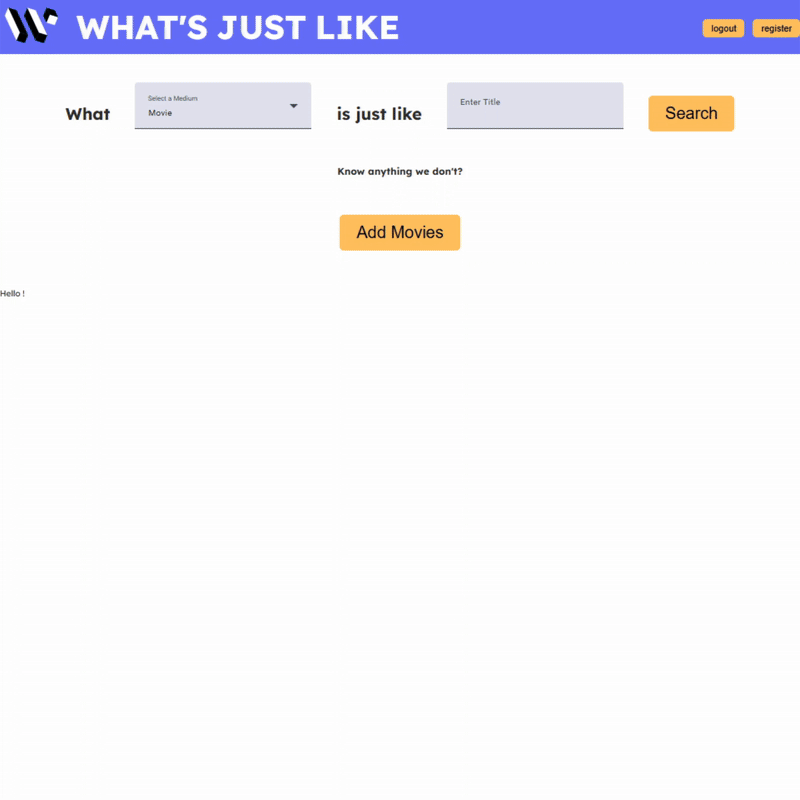 WHAT'S JUST LIKE
logout register
Select a Medium
Movie
Enter Title
What is just like Search
Know anything we don't?
Add Movies
Hello !